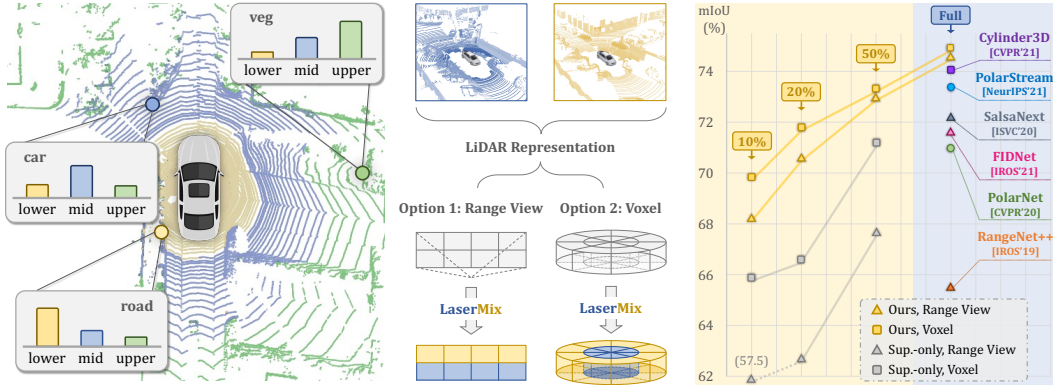 veg
lower mid upper
car
lower mid upper
road
lower mid upper
LiDAR Representation
Option 1: Range View
Option 2: Voxel
LaserMix
LaserMix
mIoU
(%)
74
72
70
68
66
64
62
10%
20%
50%
Full
(57.5)
Cylinder3D
[CVPR'21]
PolarStream
[NeurIPS'21]
SalsaNext
[ISVC'20]
FIDNet
[IROS'21]
PolarNet
[CVPR'20]
RangeNet++
[IROS'19]
Ours, Range View
Ours, Voxel
Sup.-only, Range View
Sup.-only, Voxel